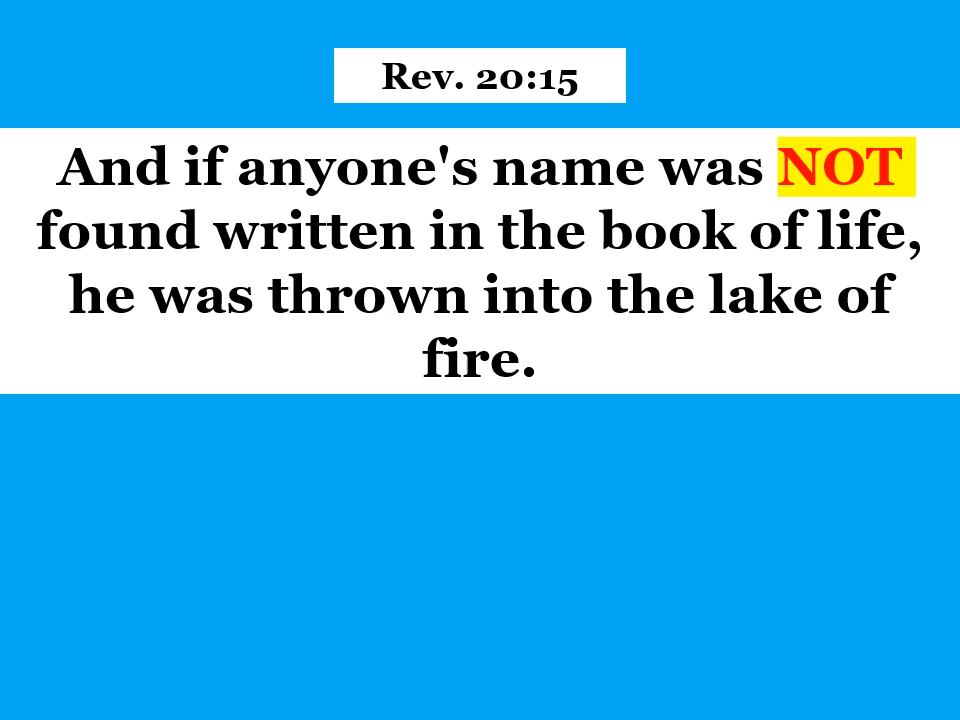 Rev. 20:15
And if anyone's name was NOT
found written in the book of life,
he was thrown into the lake of
fire.